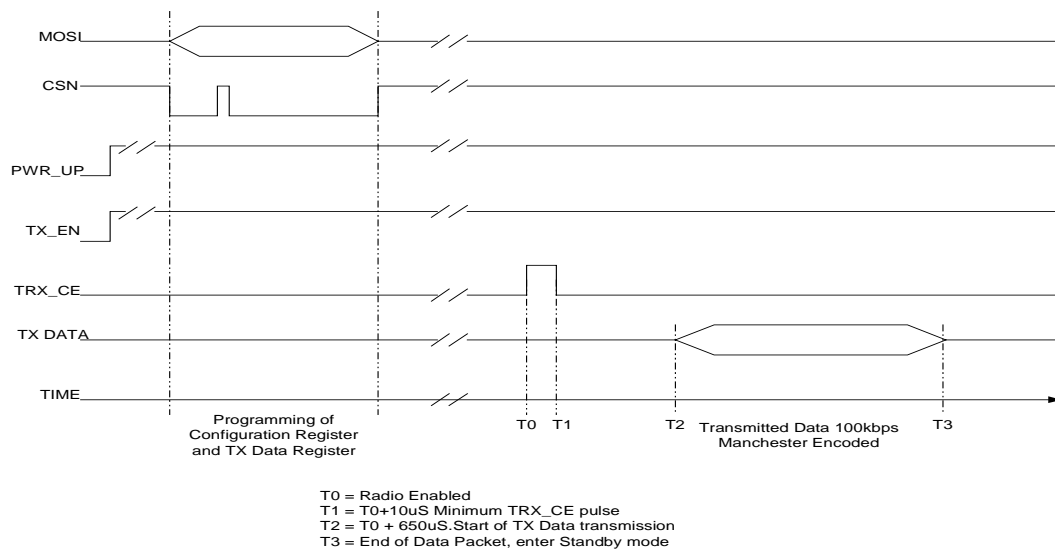 MOSI
CSN
PWR_UP
TX_EN
TRX_CE
TX DATA
TIME
Programming of
Configuration Register
and TX Data Register
T0
T1
T2
Transmitted Data 100kbps
Manchester Encoded
T3
T0 = Radio Enabled
T1 = T0+10uS Minimum TRX_CE pulse
T2 = T0 + 650uS.Start of TX Data transmission
T3 = End of Data Packet, enter Standby mode